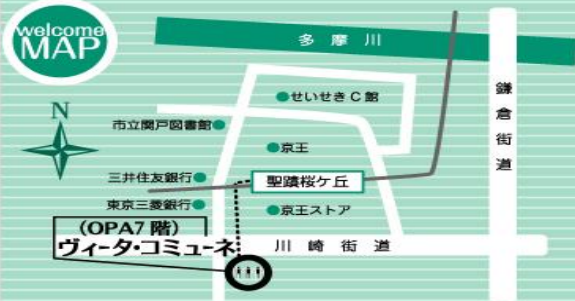 welcome
MAP
多摩川
鎌倉街道
せいせきC館
市立関戸図書館
京王
N
三井住友銀行
聖蹟桜ケ丘
東京三菱銀行
京王ストア
(OPA7階)
ヴィータ・コミューネ
川崎街道